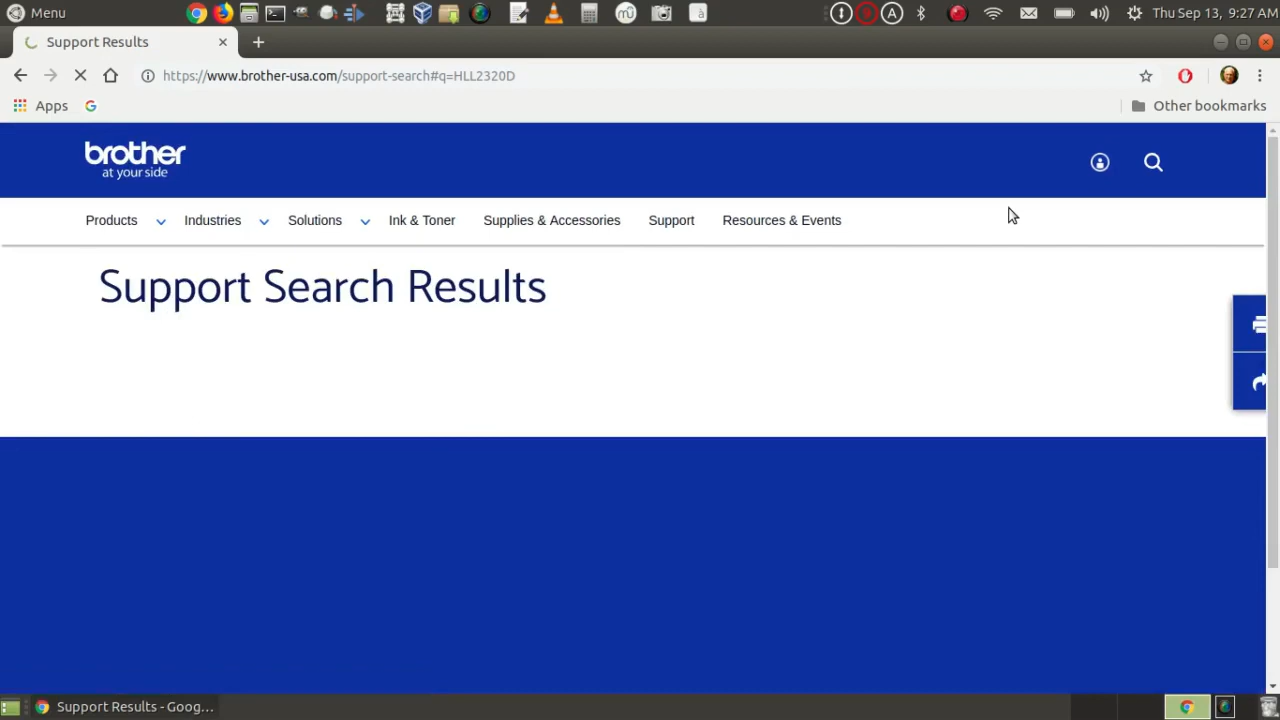 Menu
Thu Sep 13, 9:27 AM
Support Results
https://www.brother-usa.com/support-search#q=HLL2320D
Apps
Other bookmarks
brother
at your side
Products
Industries
Solutions
Ink & Toner
Supplies & Accessories
Support
Resources & Events
Support Search Results
Support Results - Goog...